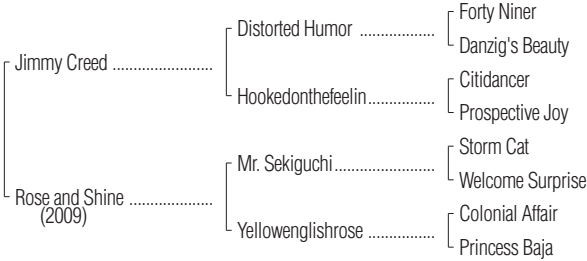 Forty Niner
Distorted Humor ..................
Danzig's Beauty
Jimmy Creed ........................
Citidancer
Hookedonthefeelin................
Prospective Joy
Storm Cat
Mr. Sekiguchi........................
Welcome Surprise
Rose and Shine ....................
(2009)
Colonial Affair
Yellowenglishrose ................
Princess Baja